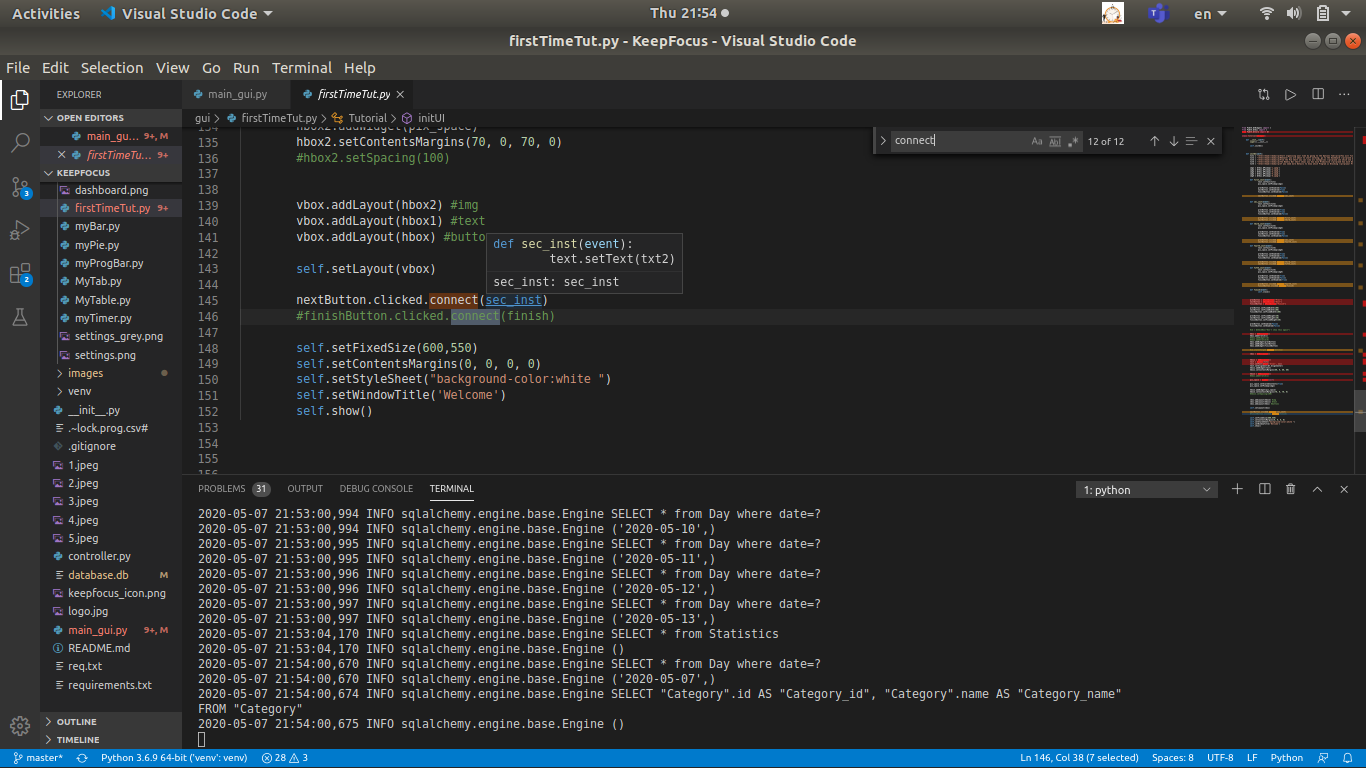 Activities
Visual Studio Code
Thu 21:54
en
firstTimeTut.py - KeepFocus - Visual Studio Code
File Edit Selection View Go Run Terminal Help
EXPLORER
OPEN EDITORS
main_gu... 9+, M
firstTimeTu... 9+
KEEPFOCUS
dashboard.png
firstTimeTut.py 9+
myBar.py
myPie.py
myProgBar.py
MyTab.py
MyTable.py
myTimer.py
settings_grey.png
settings.png
images
venv
__init__.py
.~lock.prog.csv#
.gitignore
1.jpeg
2.jpeg
3.jpeg
4.jpeg
5.jpeg
controller.py
database.db M
keepfocus_icon.png
logo.jpg
main_gui.py 9+, M
README.md
req.txt
requirements.txt
OUTLINE
TIMELINE
3
2
main_gui.py
firstTimeTut.py
gui > firstTimeTut.py > Tutorial > initUI
connect
Aa Abl .*
12 of 12
134 hbox2.addWidget(pix_space)
135 hbox2.setContentsMargins(70, 0, 70, 0)
136 #hbox2.setSpacing(100)
137
138
139 vbox.addLayout(hbox2) #img
140 vbox.addLayout(hbox1) #text
141 vbox.addLayout(hbox) #butto
142
143 self.setLayout(vbox)
144
145 nextButton.clicked.connect(sec_inst)
146 #finishButton.clicked.connect(finish)
147
148 self.setFixedSize(600,550)
149 self.setContentsMargins(0, 0, 0, 0)
150 self.setStyleSheet("background-color:white ")
151 self.setWindowTitle('Welcome')
152 self.show()
153
154
155
156
def sec_inst(event):
text.setText(txt2)
sec_inst: sec_inst
PROBLEMS 31 OUTPUT DEBUG CONSOLE TERMINAL
1: python
2020-05-07 21:53:00,994 INFO sqlalchemy.engine.base.Engine SELECT * from Day where date=?
2020-05-07 21:53:00,994 INFO sqlalchemy.engine.base.Engine ('2020-05-10',)
2020-05-07 21:53:00,995 INFO sqlalchemy.engine.base.Engine SELECT * from Day where date=?
2020-05-07 21:53:00,995 INFO sqlalchemy.engine.base.Engine ('2020-05-11',)
2020-05-07 21:53:00,996 INFO sqlalchemy.engine.base.Engine SELECT * from Day where date=?
2020-05-07 21:53:00,996 INFO sqlalchemy.engine.base.Engine ('2020-05-12',)
2020-05-07 21:53:00,997 INFO sqlalchemy.engine.base.Engine SELECT * from Day where date=?
2020-05-07 21:53:00,997 INFO sqlalchemy.engine.base.Engine ('2020-05-13',)
2020-05-07 21:53:04,170 INFO sqlalchemy.engine.base.Engine SELECT * from Statistics
2020-05-07 21:53:04,170 INFO sqlalchemy.engine.base.Engine ()
2020-05-07 21:54:00,670 INFO sqlalchemy.engine.base.Engine SELECT * from Day where date=?
2020-05-07 21:54:00,670 INFO sqlalchemy.engine.base.Engine ('2020-05-07',)
2020-05-07 21:54:00,674 INFO sqlalchemy.engine.base.Engine SELECT "Category".id AS "Category_id", "Category".name AS "Category_name"
FROM "Category"
2020-05-07 21:54:00,675 INFO sqlalchemy.engine.base.Engine ()
master* Python 3.6.9 64-bit ('venv': venv) 28 3
Ln 146, Col 38 (7 selected) Spaces: 8 UTF-8 LF Python